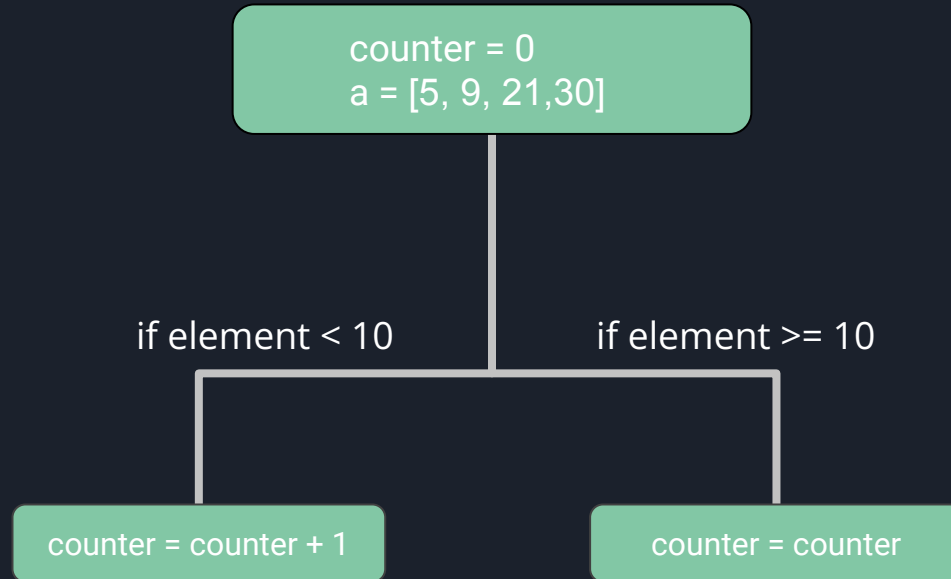 counter = 0
a = [5, 9, 21,30]
if element < 10
if element >= 10
counter = counter + 1
counter = counter